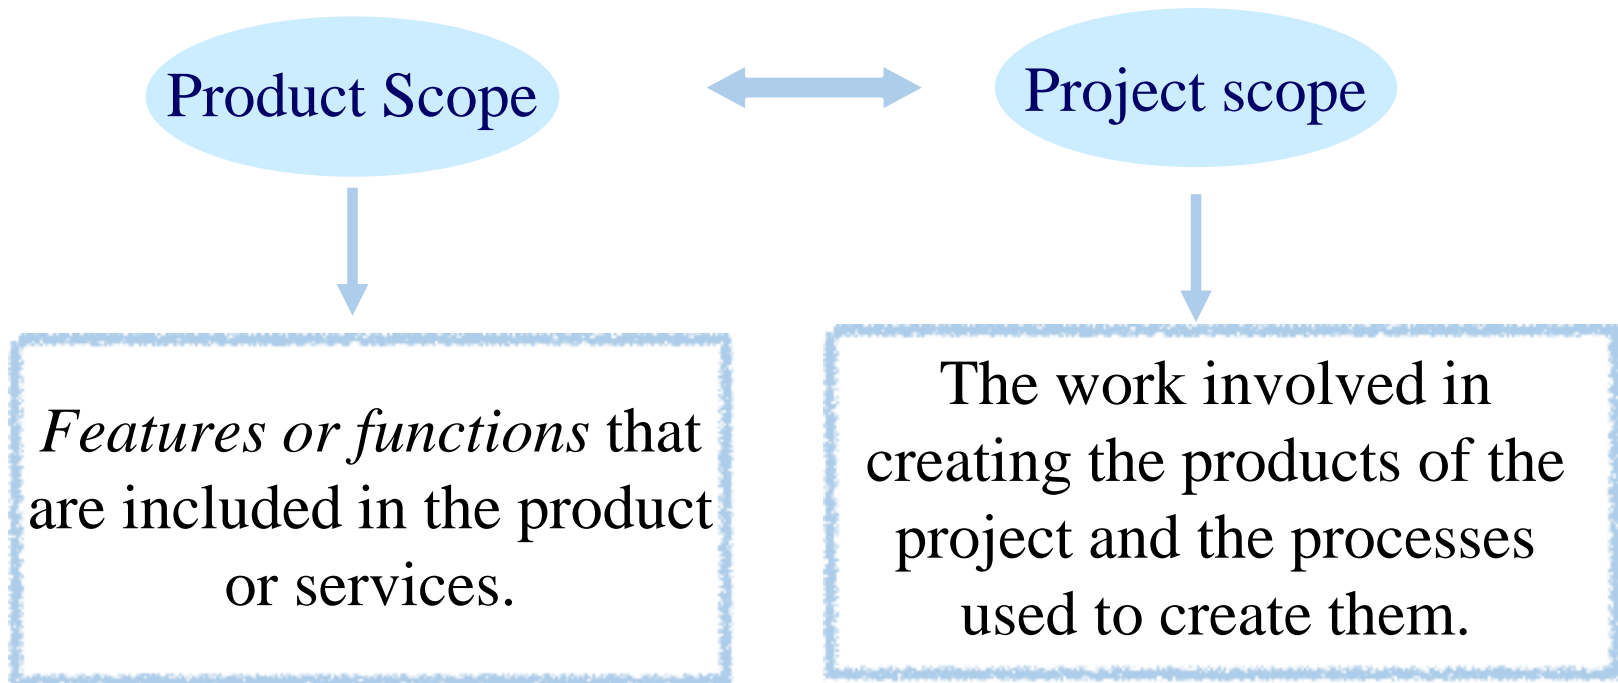 Product Scope
Project scope
Features or functions that
are included in the product
or services.
The work involved in
creating the products of the
project and the processes
used to create them.